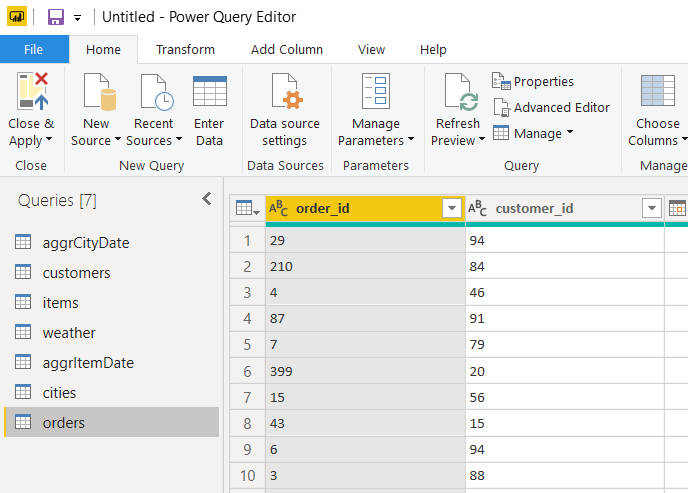 Untitled - Power Query Editor
File Home Transform Add Column View Help
Close & Apply
New Source
Recent Sources
Enter Data
Data source settings
Manage Parameters
Refresh Preview
Properties
Advanced Editor
Manage
Choose Columns
Close
New Query
Data Sources
Parameters
Query
Manage
Queries [7]
aggrCityDate
customers
items
weather
aggrItemDate
cities
orders
ABC order_id ABC customer_id
1 29 94
2 210 84
3 4 46
4 87 91
5 7 79
6 399 20
7 15 56
8 43 15
9 6 94
10 3 88